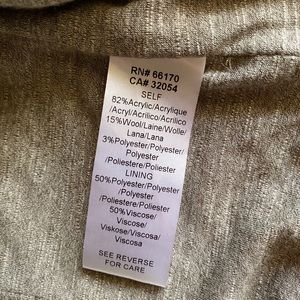 RN# 66170
CA# 32054
SELF
82%Acrylic/Acrylique
/Acryl/Acrilico/Acrilico
15%Wool/Laine/Wolle/
Lana/Lana
3%Polyester/Polyester/
Polyester
/Poliestere/Poliester
LINING
50%Polyester/Polyester
/Polyester
/Poliestere/Poliester
50%Viscose/
Viscose/
Viskose/Viscosa/
Viscosa
SEE REVERSE
FOR CARE